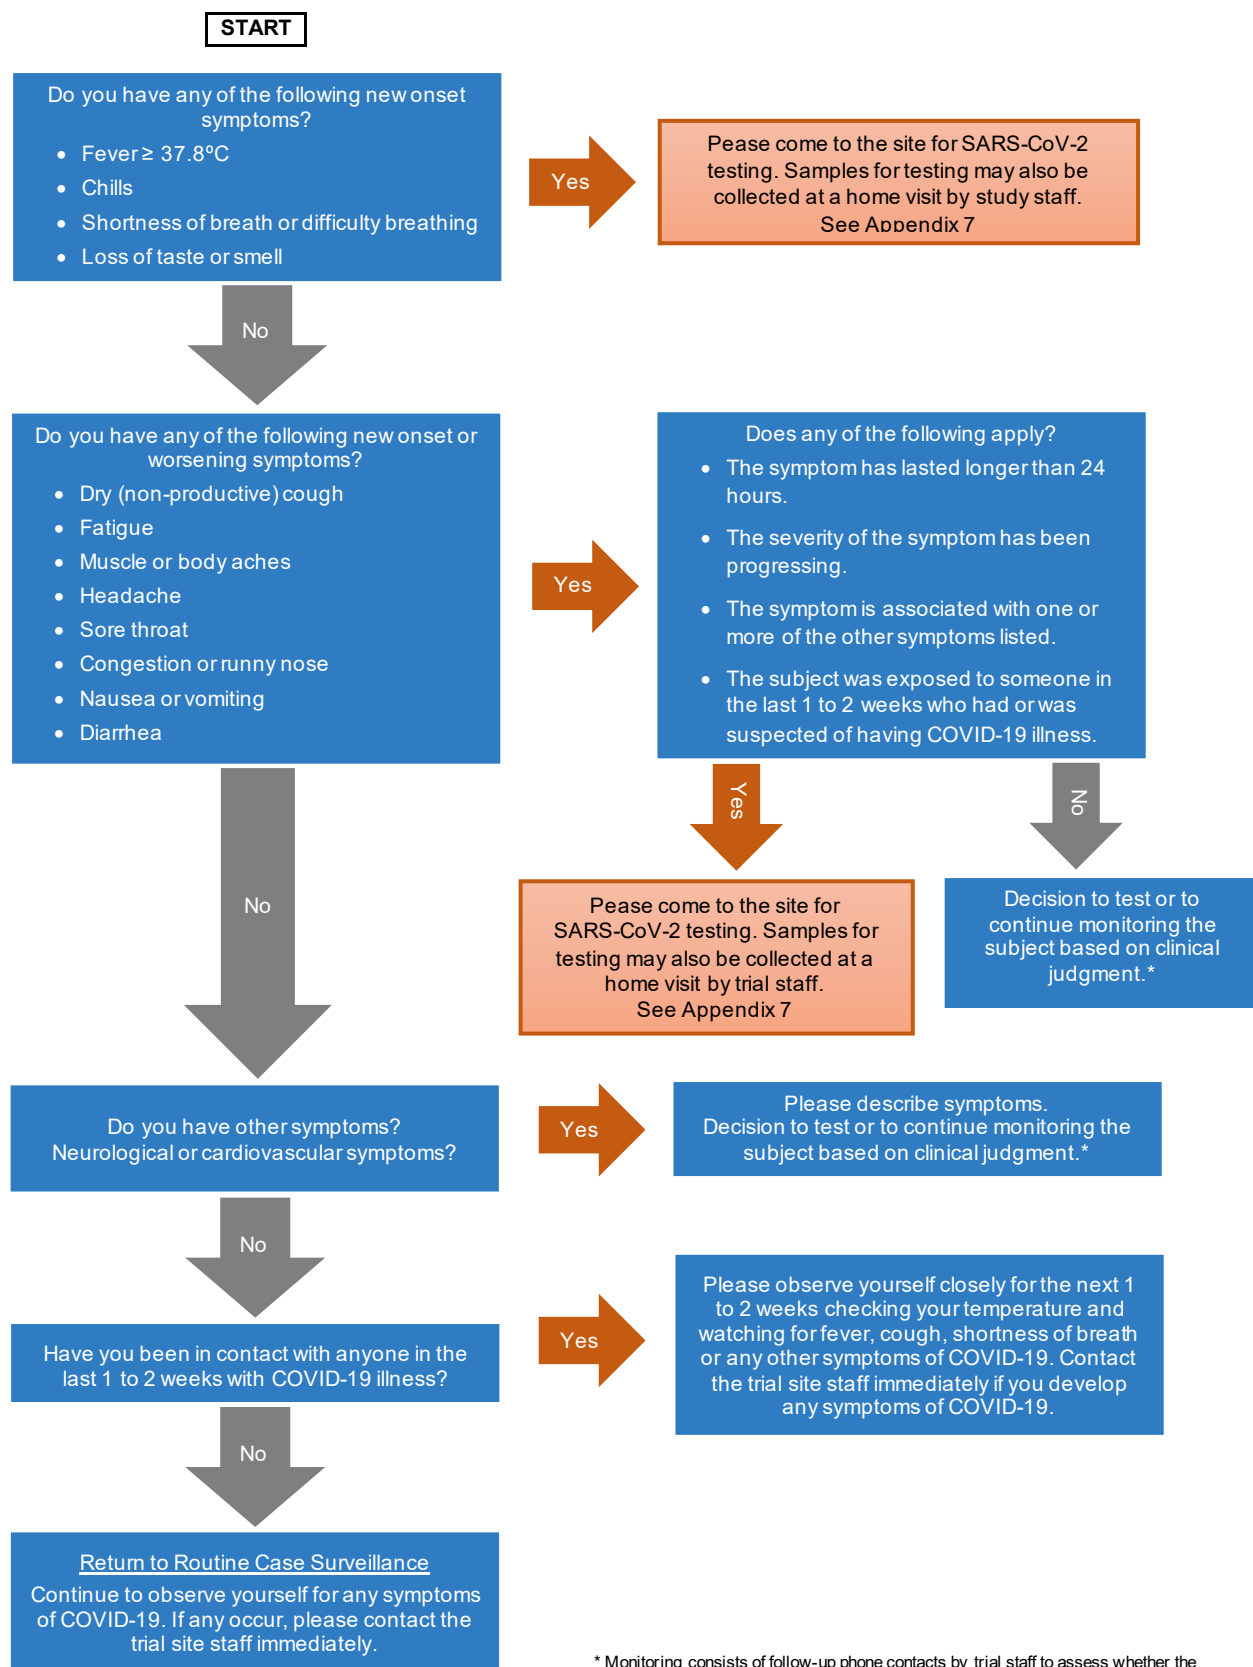 START
Do you have any of the following new onset
symptoms?
• Fever ≥ 37.8ºC
• Chills
• Shortness of breath or difficulty breathing
• Loss of taste or smell
Yes
Pease come to the site for SARS-CoV-2
testing. Samples for testing may also be
collected at a home visit by study staff.
See Appendix 7
No
Do you have any of the following new onset or
worsening symptoms?
• Dry (non-productive) cough
• Fatigue
• Muscle or body aches
• Headache
• Sore throat
• Congestion or runny nose
• Nausea or vomiting
• Diarrhea
Yes
Does any of the following apply?
• The symptom has lasted longer than 24
hours.
• The severity of the symptom has been
progressing.
• The symptom is associated with one or
more of the other symptoms listed.
• The subject was exposed to someone in
the last 1 to 2 weeks who had or was
suspected of having COVID-19 illness.
Yes
No
Pease come to the site for
SARS-CoV-2 testing. Samples for
testing may also be collected at a
home visit by trial staff.
See Appendix 7
Decision to test or to
continue monitoring the
subject based on clinical
judgment.*
No
Do you have other symptoms?
Neurological or cardiovascular symptoms?
Yes
Please describe symptoms.
Decision to test or to continue monitoring the
subject based on clinical judgment.*
No
Have you been in contact with anyone in the
last 1 to 2 weeks with COVID-19 illness?
Yes
Please observe yourself closely for the next 1
to 2 weeks checking your temperature and
watching for fever, cough, shortness of breath
or any other symptoms of COVID-19. Contact
the trial site staff immediately if you develop
any symptoms of COVID-19.
No
Return to Routine Case Surveillance
Continue to observe yourself for any symptoms
of COVID-19. If any occur, please contact the
trial site staff immediately.
* Monitoring consists of follow-up phone contacts by trial staff to assess whether the